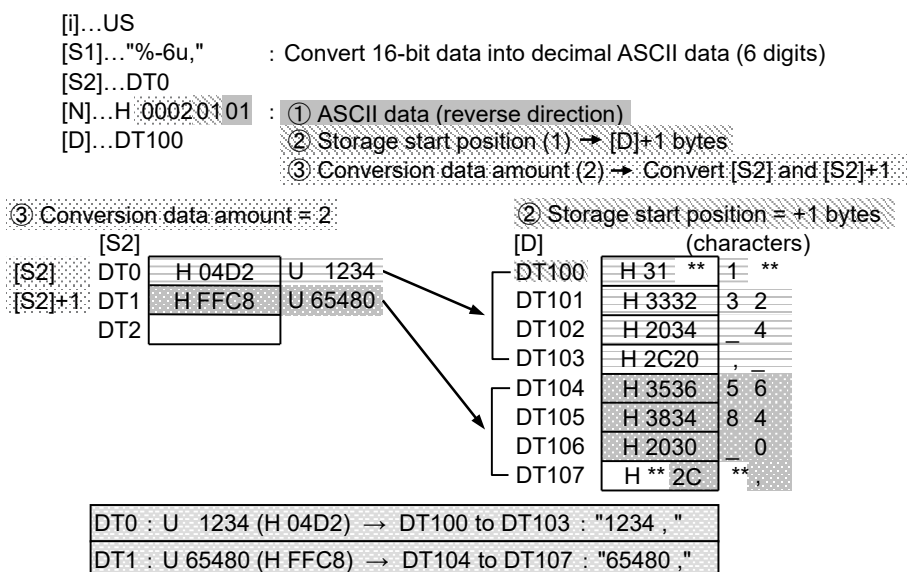 [i]…US
[S1]…"%-6u," : Convert 16-bit data into decimal ASCII data (6 digits)
[S2]…DT0
[N]…H 00020101 : ① ASCII data (reverse direction)
[D]…DT100 ② Storage start position (1) → [D]+1 bytes
③ Conversion data amount (2) → Convert [S2] and [S2]+1
③ Conversion data amount = 2 ② Storage start position = +1 bytes
[S2] [D] (characters)
[S2] DT0 H 04D2 U 1234 DT100 H 31 ** 1 **
[S2]+1 DT1 H FFC8 U 65480 DT101 H 3332 3 2
DT2 DT102 H 2034 _ 4
DT103 H 2C20 , _
DT104 H 3536 5 6
DT105 H 3834 8 4
DT106 H 2030 _ 0
DT107 H ** 2C ** ,
DT0 : U 1234 (H 04D2) → DT100 to DT103 : "1234 , "
DT1 : U 65480 (H FFC8) → DT104 to DT107 : "65480 ,"